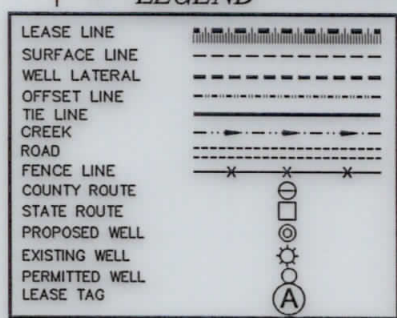 LEGEND
LEASE LINE
SURFACE LINE
WELL LATERAL
OFFSET LINE
TIE LINE
CREEK
ROAD
FENCE LINE
COUNTY ROUTE
STATE ROUTE
PROPOSED WELL
EXISTING WELL
PERMITTED WELL
LEASE TAG
A